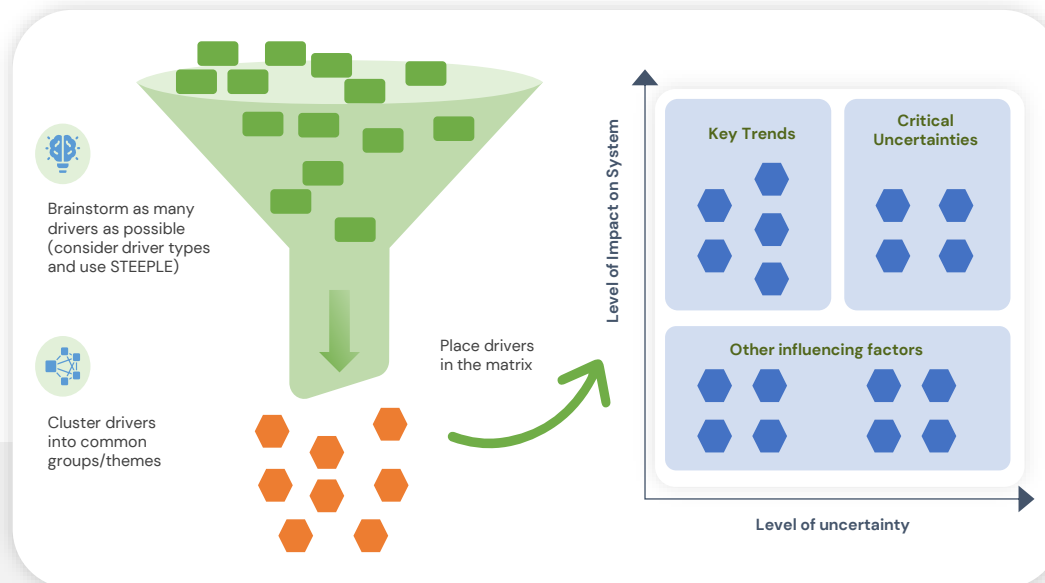 Brainstorm as many
drivers as possible
(consider driver types
and use STEEPLE)
Cluster drivers
into common
groups/themes
Place drivers
in the matrix
Level of Impact on System
Key Trends
Critical
Uncertainties
Other influencing factors
Level of uncertainty